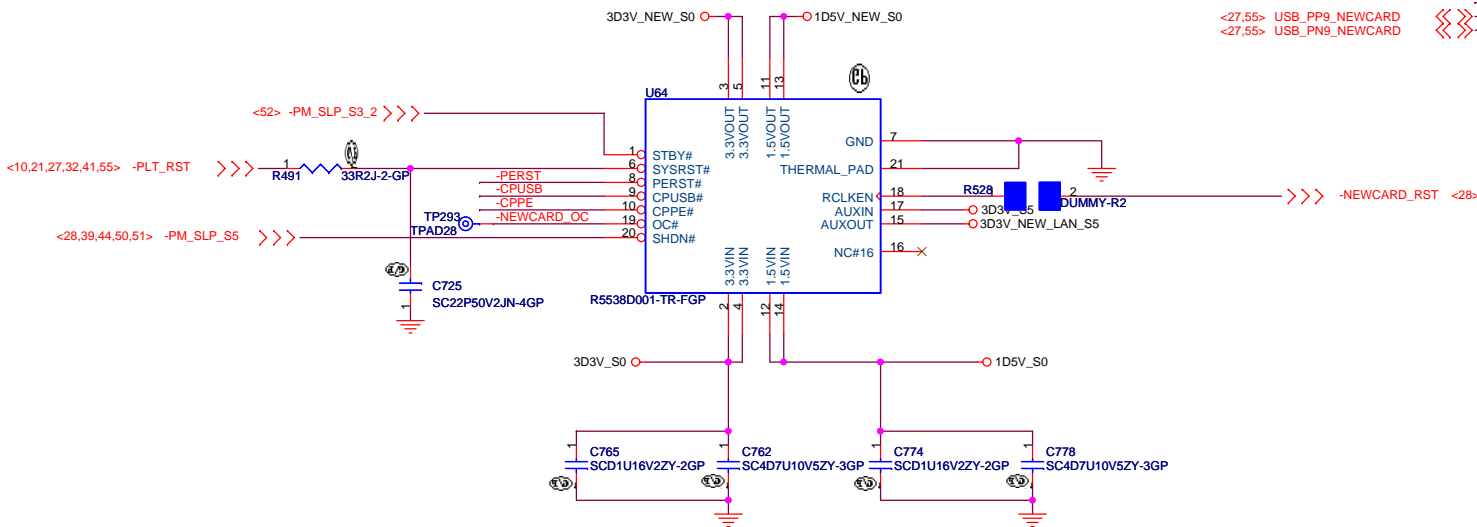 3D3V_NEW_S0
1D5V_NEW_S0
<27,55> USB_PP9_NEWCARD
<27,55> USB_PN9_NEWCARD
3
5
11
13
U64
<52> -PM_SLP_S3_2
3.3VOUT
3.3VOUT
1.5VOUT
1.5VOUT
GND
7
1
STBY#
<10,21,27,32,41,55> -PLT_RST
1
R491
33R2J-2-GP
6
SYSRST#
THERMAL_PAD
21
-PERST
8
PERST#
-CPUSB
9
CPUSB#
RCLKEN
18
R528
1
2
DUMMY-R2
-NEWCARD_RST <28>
-CPPE
10
CPPE#
AUXIN
17
3D3V_S5
TP293
TPAD28
-NEWCARD_OC
19
OC#
AUXOUT
15
3D3V_NEW_LAN_S5
<28,39,44,50,51> -PM_SLP_S5
20
SHDN#
NC#16
16
3.3VIN
3.3VIN
1.5VIN
1.5VIN
C725
SC22P50V2JN-4GP
1
R5538D001-TR-FGP
2
4
12
14
3D3V_S0
1D5V_S0
1
C765
SCD1U16V2ZY-2GP
1
C762
SC4D7U10V5ZY-3GP
1
C774
SCD1U16V2ZY-2GP
1
C778
SC4D7U10V5ZY-3GP